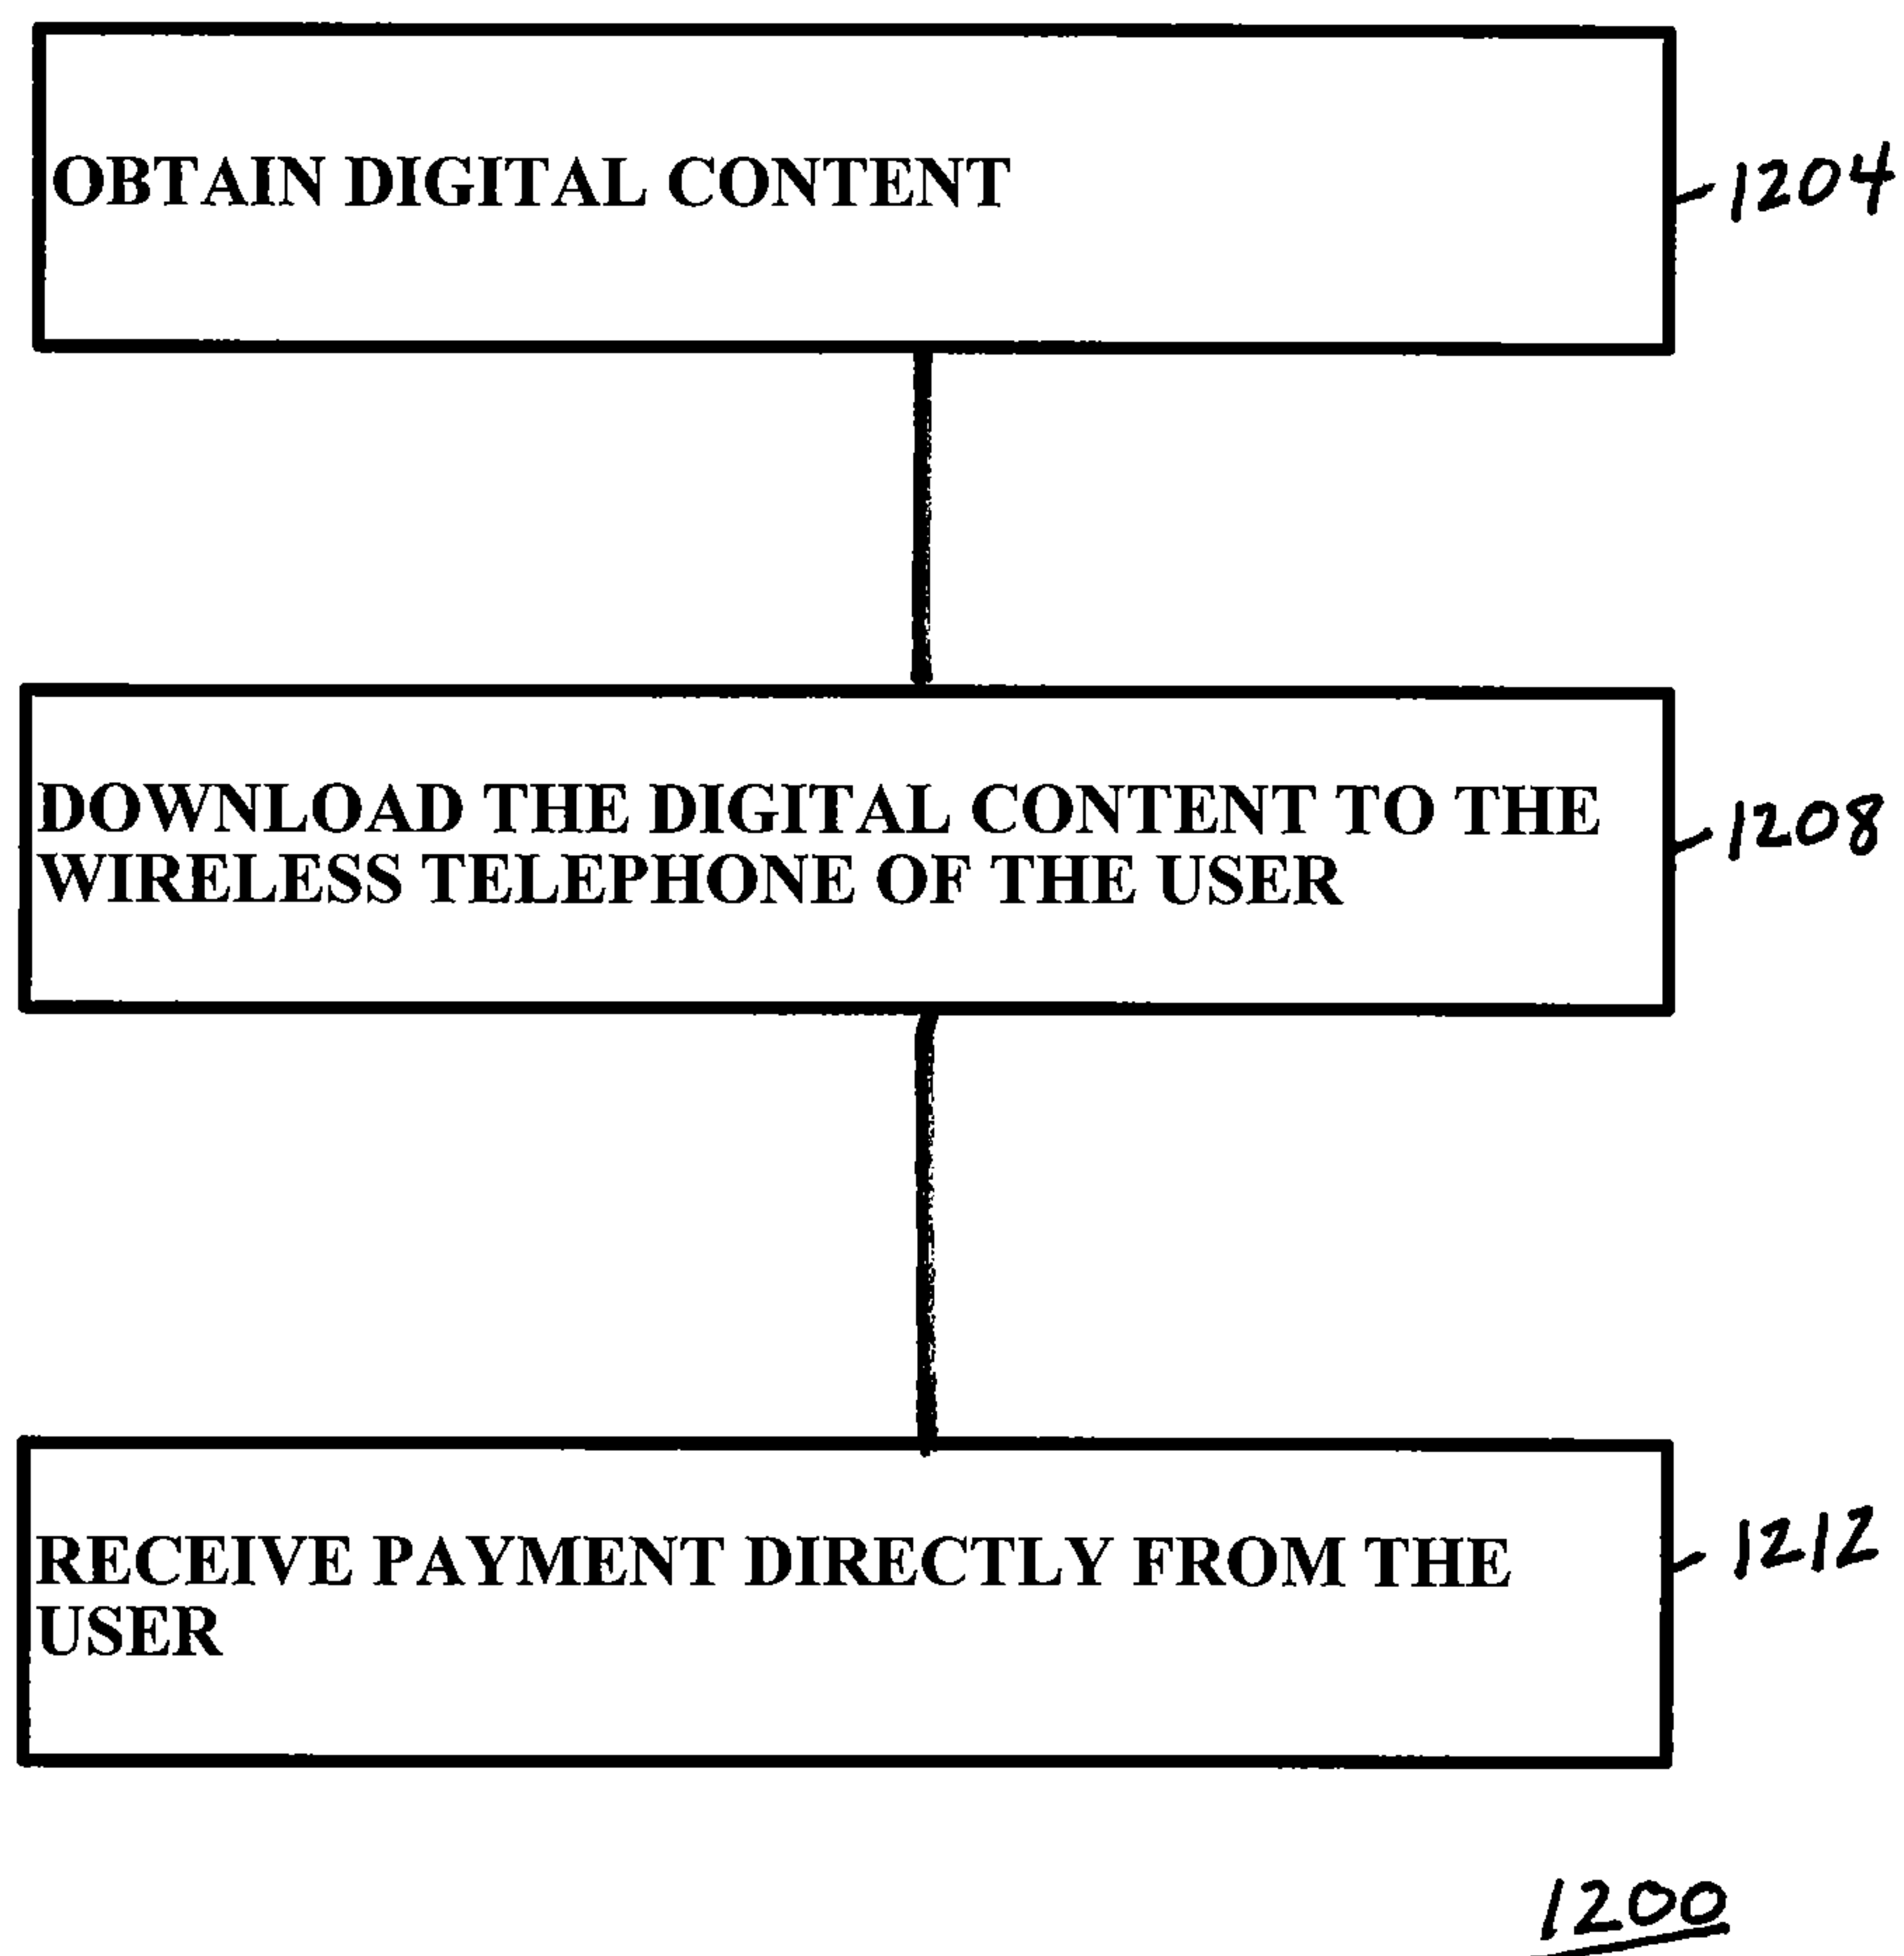 OBTAIN DIGITAL CONTENT
1204
DOWNLOAD THE DIGITAL CONTENT TO THE
WIRELESS TELEPHONE OF THE USER
1208
RECEIVE PAYMENT DIRECTLY FROM THE
USER
1212
1200